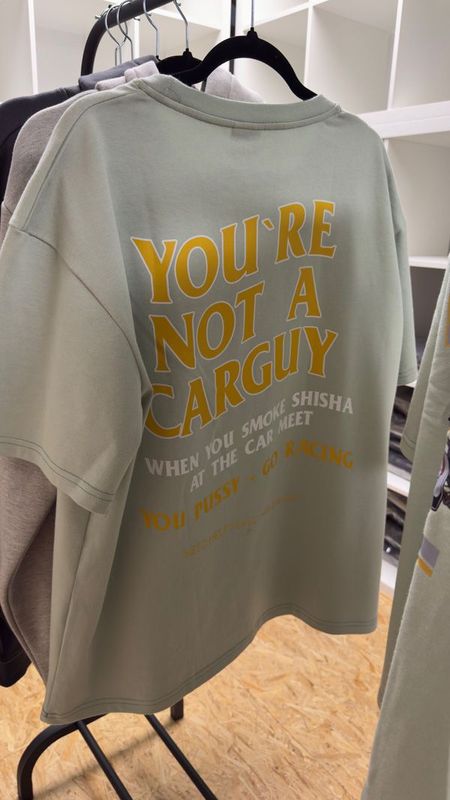 YOU`RE
NOT A
CARGUY
WHEN YOU SMOKE SHISHA
AT THE CAR MEET
YOU PUSSY - GO RACING